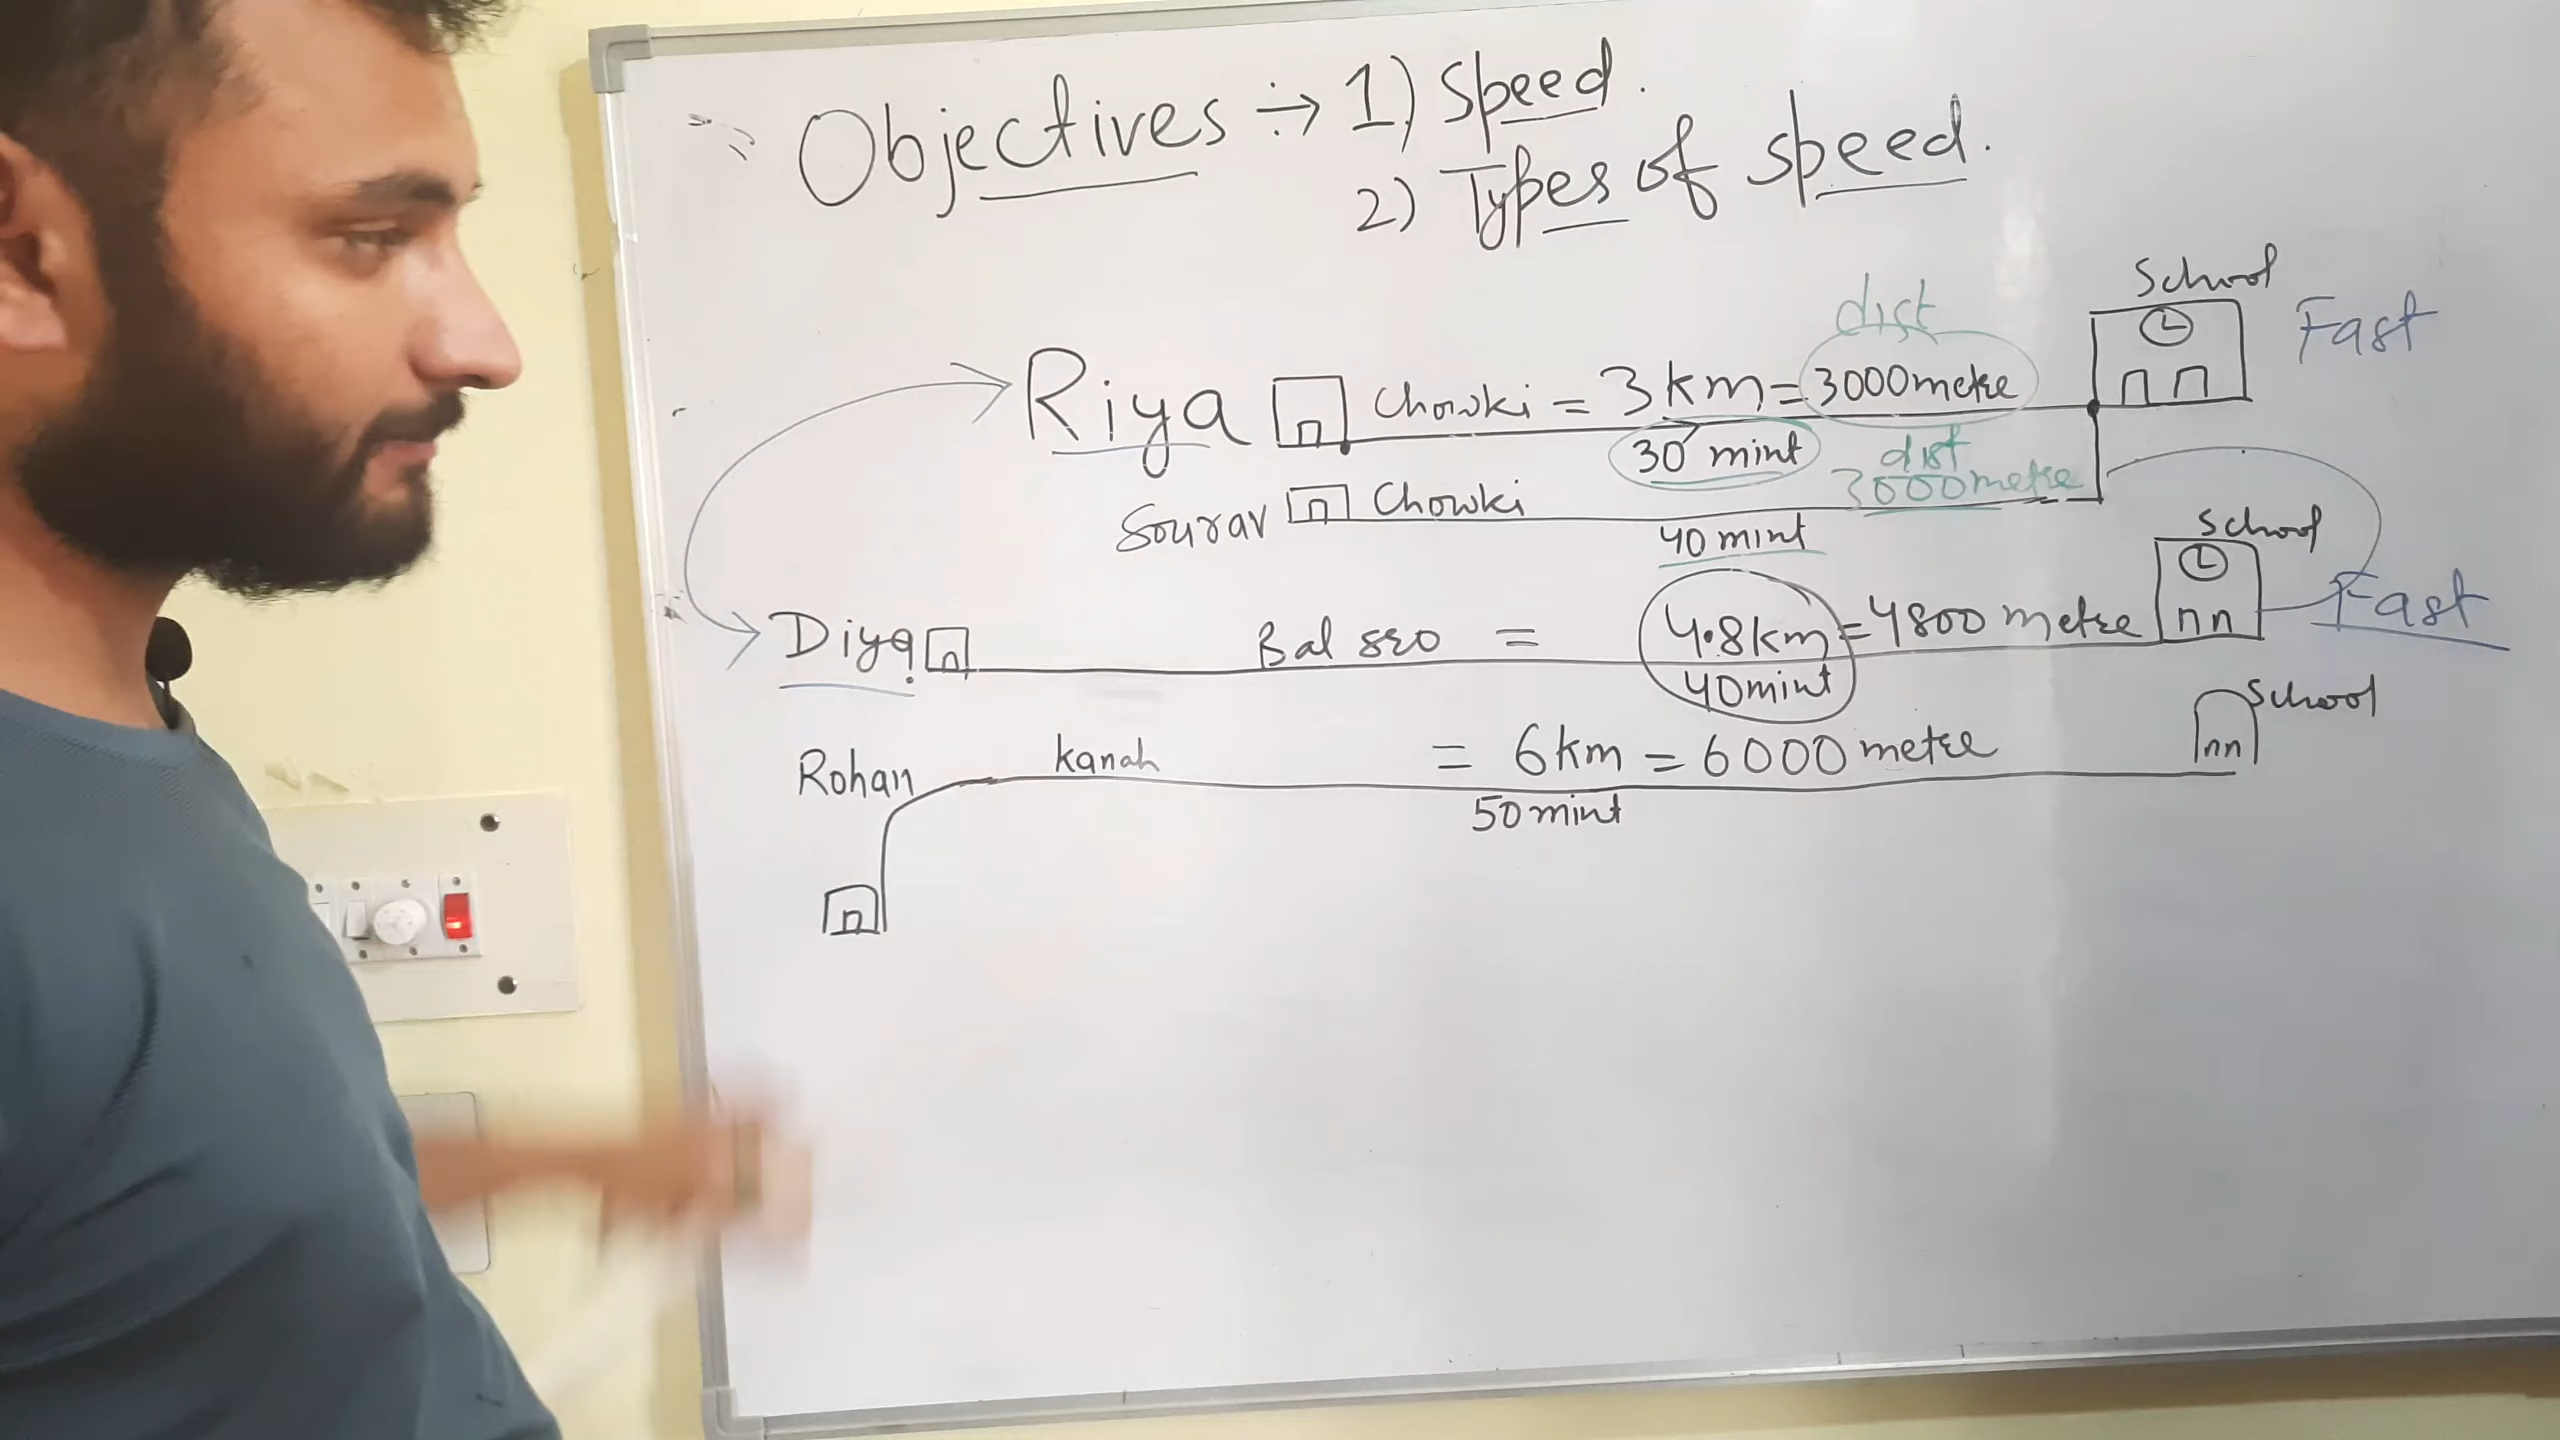 Objectives ÷→ 1) Speed.
2) Types of speed.
School
dist
Fast
Riya Chowki = 3 km = 3000 metre
30 mint
dist
3000 metre
Sourav Chowki
40 mint
School
Diya Bal sro = 4.8 km = 4800 metre Fast
40 mint
School
Rohan kanah = 6 km = 6000 metre
50 mint